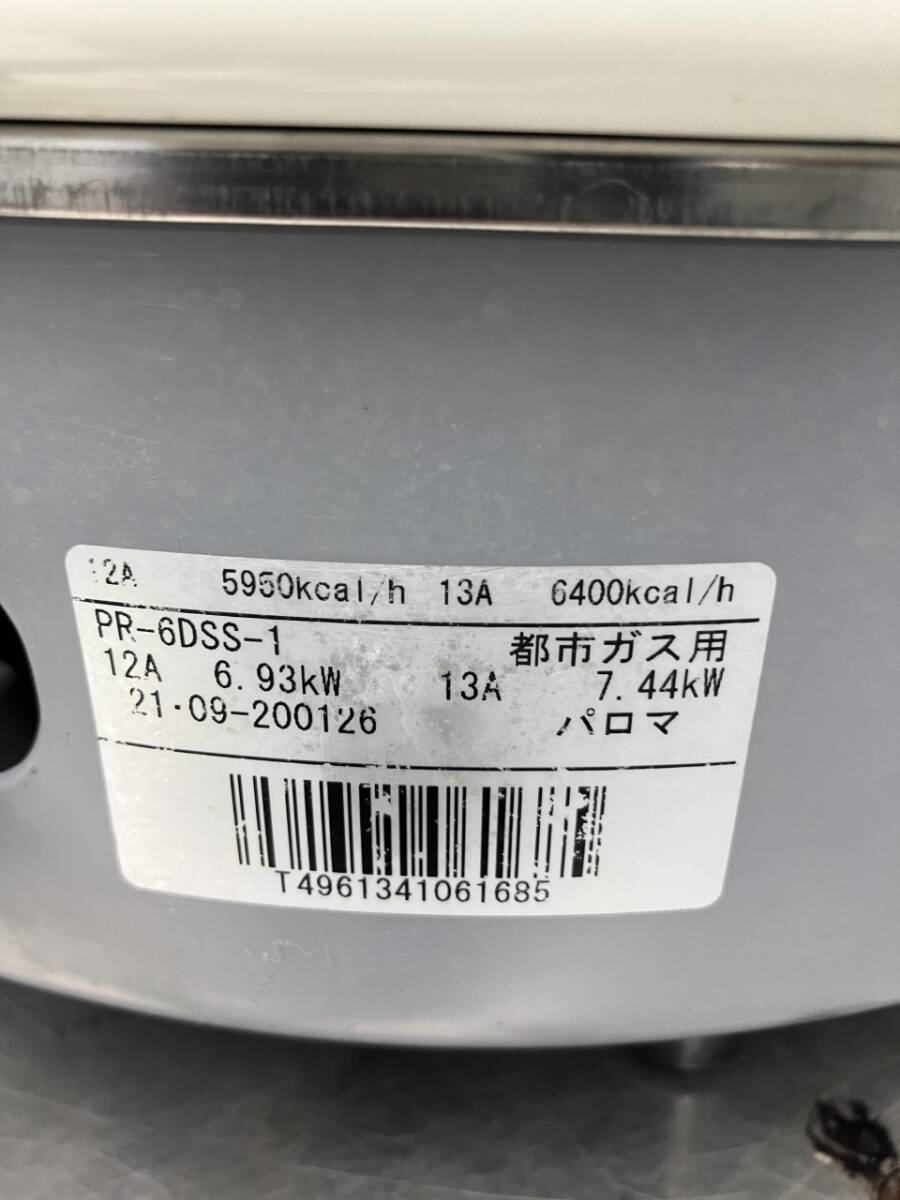 12A 5950kcal/h 13A 6400kcal/h
PR-6DSS-1 都市ガス用
12A 6.93kW 13A 7.44kW
21・09-200126 パロマ
T4961341061685